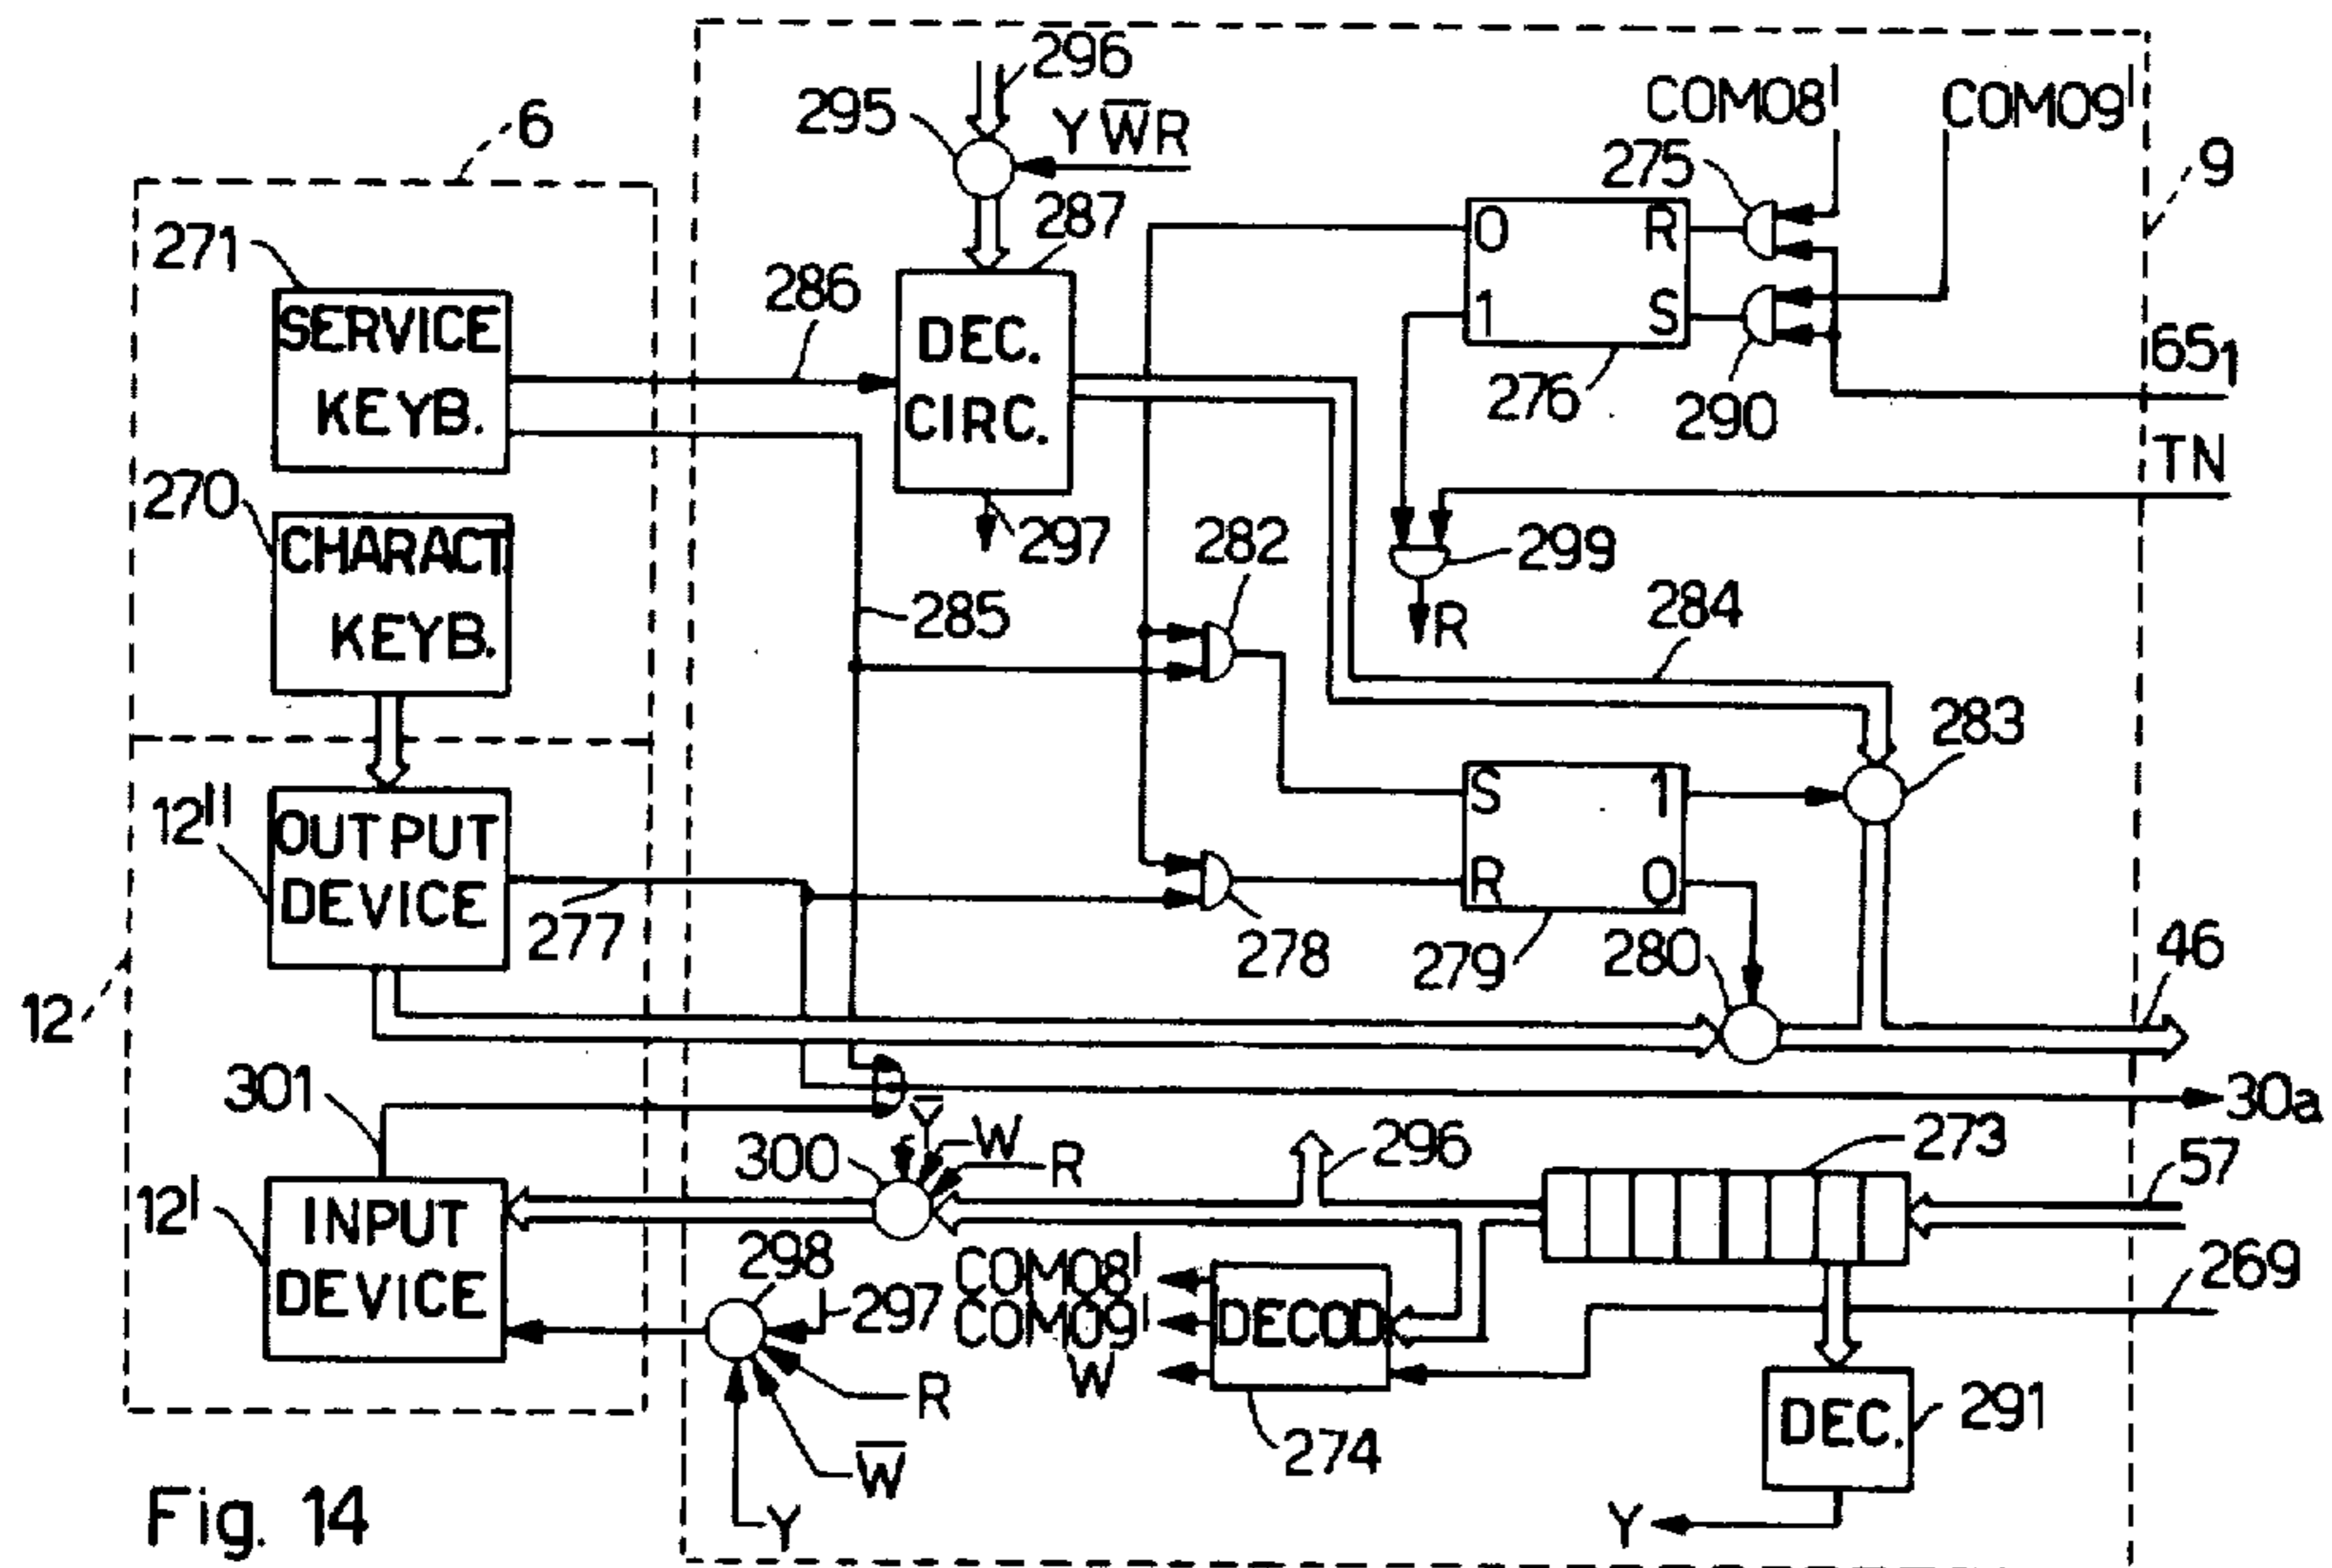 296
295
Y W̅ R
COM08'
COM09'
6
275
9
271
287
O R
SERVICE
KEYB.
286
1 S
DEC.
CIRC.
65₁
276
290
TN
270
CHARACT.
KEYB.
297
282
299
285
R
284
283
12''
OUTPUT
DEVICE
S 1
R O
277
278
279
280
46
12
301
30a
Y̅
W
R
300
296
273
57
12'
INPUT
DEVICE
298
297
COM08'
COM09'
W
DECOD
269
R
W̅
Y
274
DEC.
291
Y
Fig. 14